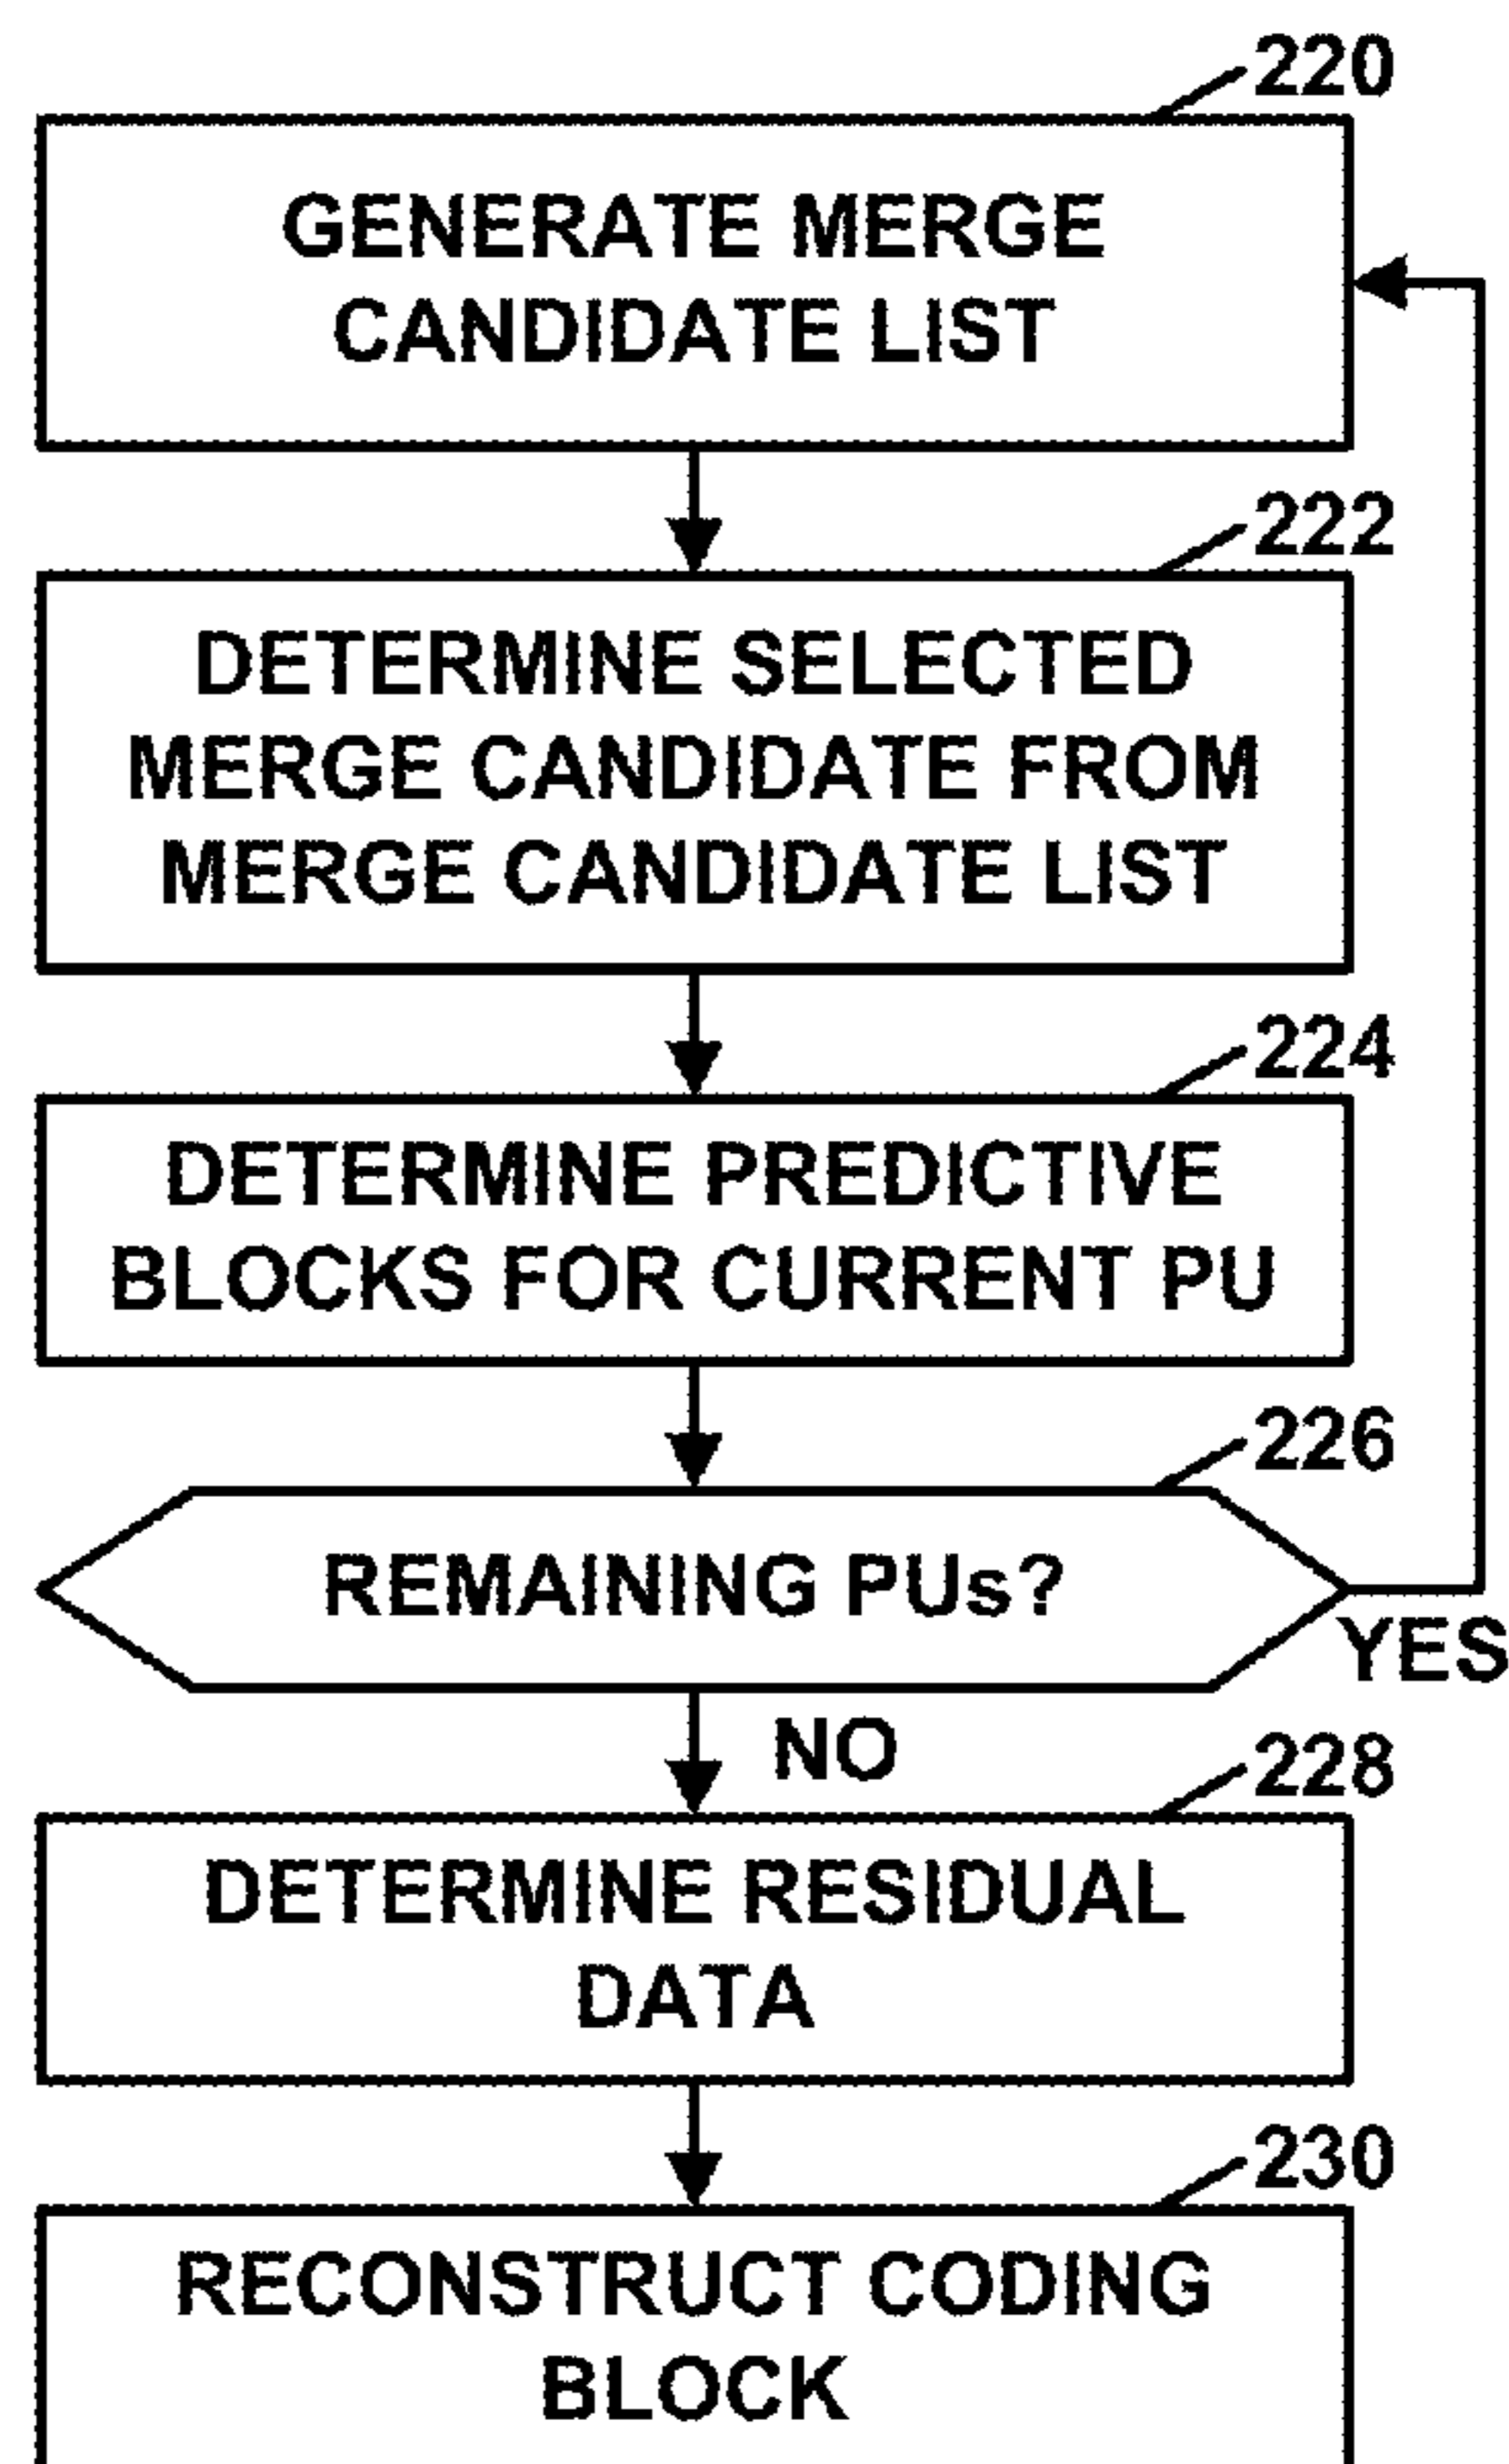 220
GENERATE MERGE
CANDIDATE LIST
222
DETERMINE SELECTED
MERGE CANDIDATE FROM
MERGE CANDIDATE LIST
224
DETERMINE PREDICTIVE
BLOCKS FOR CURRENT PU
226
REMAINING PUs?
YES
NO
228
DETERMINE RESIDUAL
DATA
230
RECONSTRUCT CODING
BLOCK